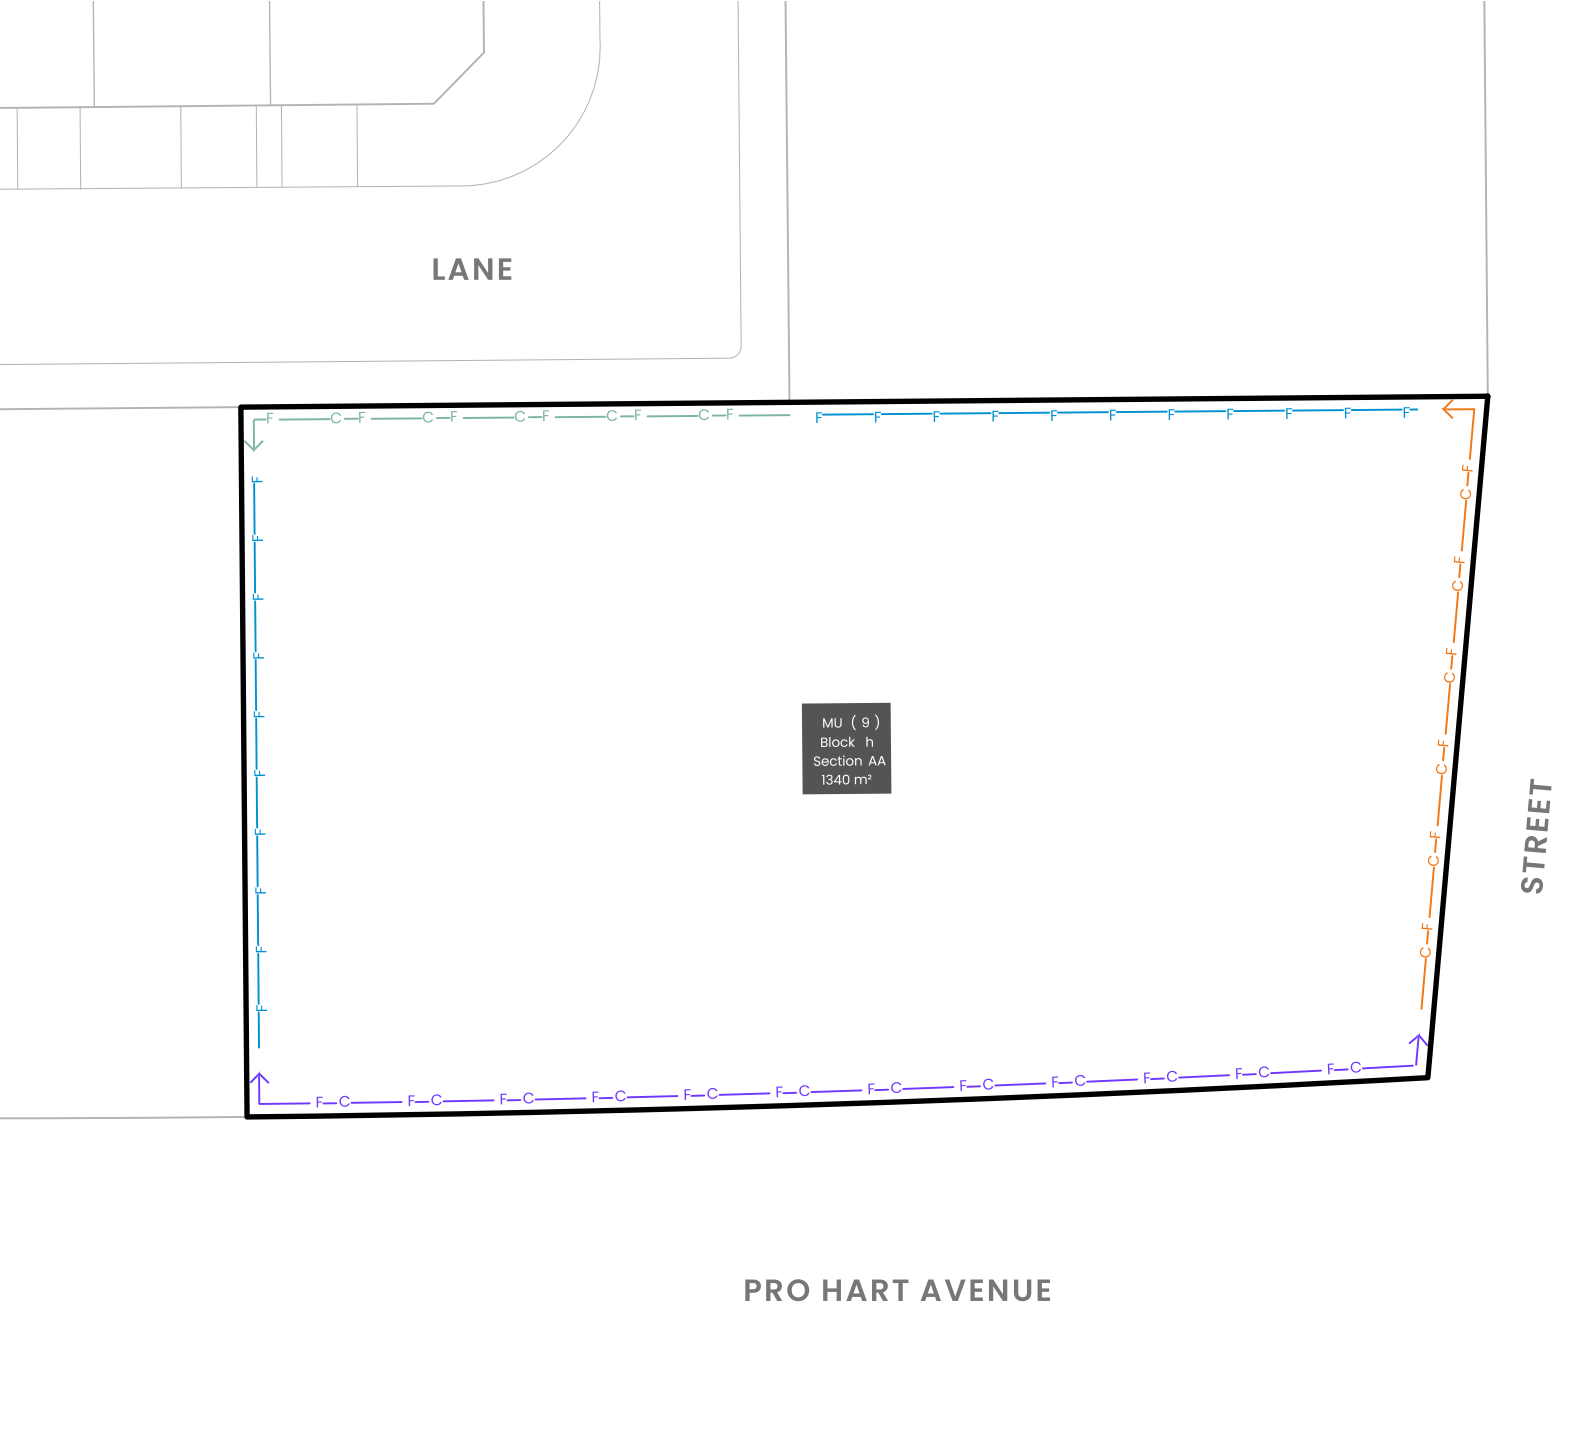 LANE
F C F C F C F C F C F
F F F F F F F F F F F
F F F F F F F F F F
F C F C F C F C F C F C
MU ( 9 )
Block h
Section AA
1340 m²
STREET
F C F C F C F C F C F C F C F C F C F C F C F C
PRO HART AVENUE